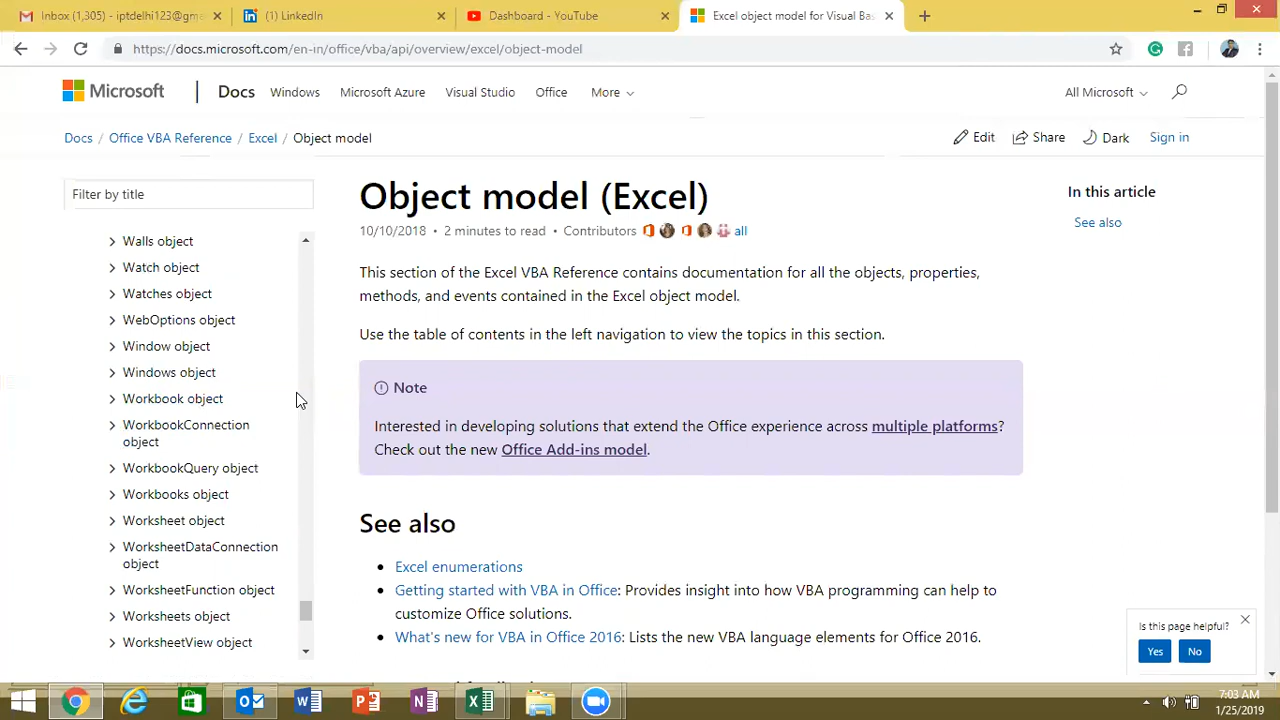 Inbox (1,305) - iptdelhi123@gm
(1) LinkedIn
Dashboard - YouTube
Excel object model for Visual Bas
https://docs.microsoft.com/en-in/office/vba/api/overview/excel/object-model
Microsoft
Docs Windows Microsoft Azure Visual Studio Office More
All Microsoft
Docs / Office VBA Reference / Excel / Object model
Edit Share Dark Sign in
Filter by title
Walls object
Watch object
Watches object
WebOptions object
Window object
Windows object
Workbook object
WorkbookConnection
object
WorkbookQuery object
Workbooks object
Worksheet object
WorksheetDataConnection
object
WorksheetFunction object
Worksheets object
WorksheetView object
Object model (Excel)
10/10/2018 • 2 minutes to read • Contributors all
This section of the Excel VBA Reference contains documentation for all the objects, properties,
methods, and events contained in the Excel object model.
Use the table of contents in the left navigation to view the topics in this section.
Note
Interested in developing solutions that extend the Office experience across multiple platforms?
Check out the new Office Add-ins model.
See also
• Excel enumerations
• Getting started with VBA in Office: Provides insight into how VBA programming can help to
customize Office solutions.
• What's new for VBA in Office 2016: Lists the new VBA language elements for Office 2016.
In this article
See also
Is this page helpful?
Yes No
7:03 AM
1/25/2019